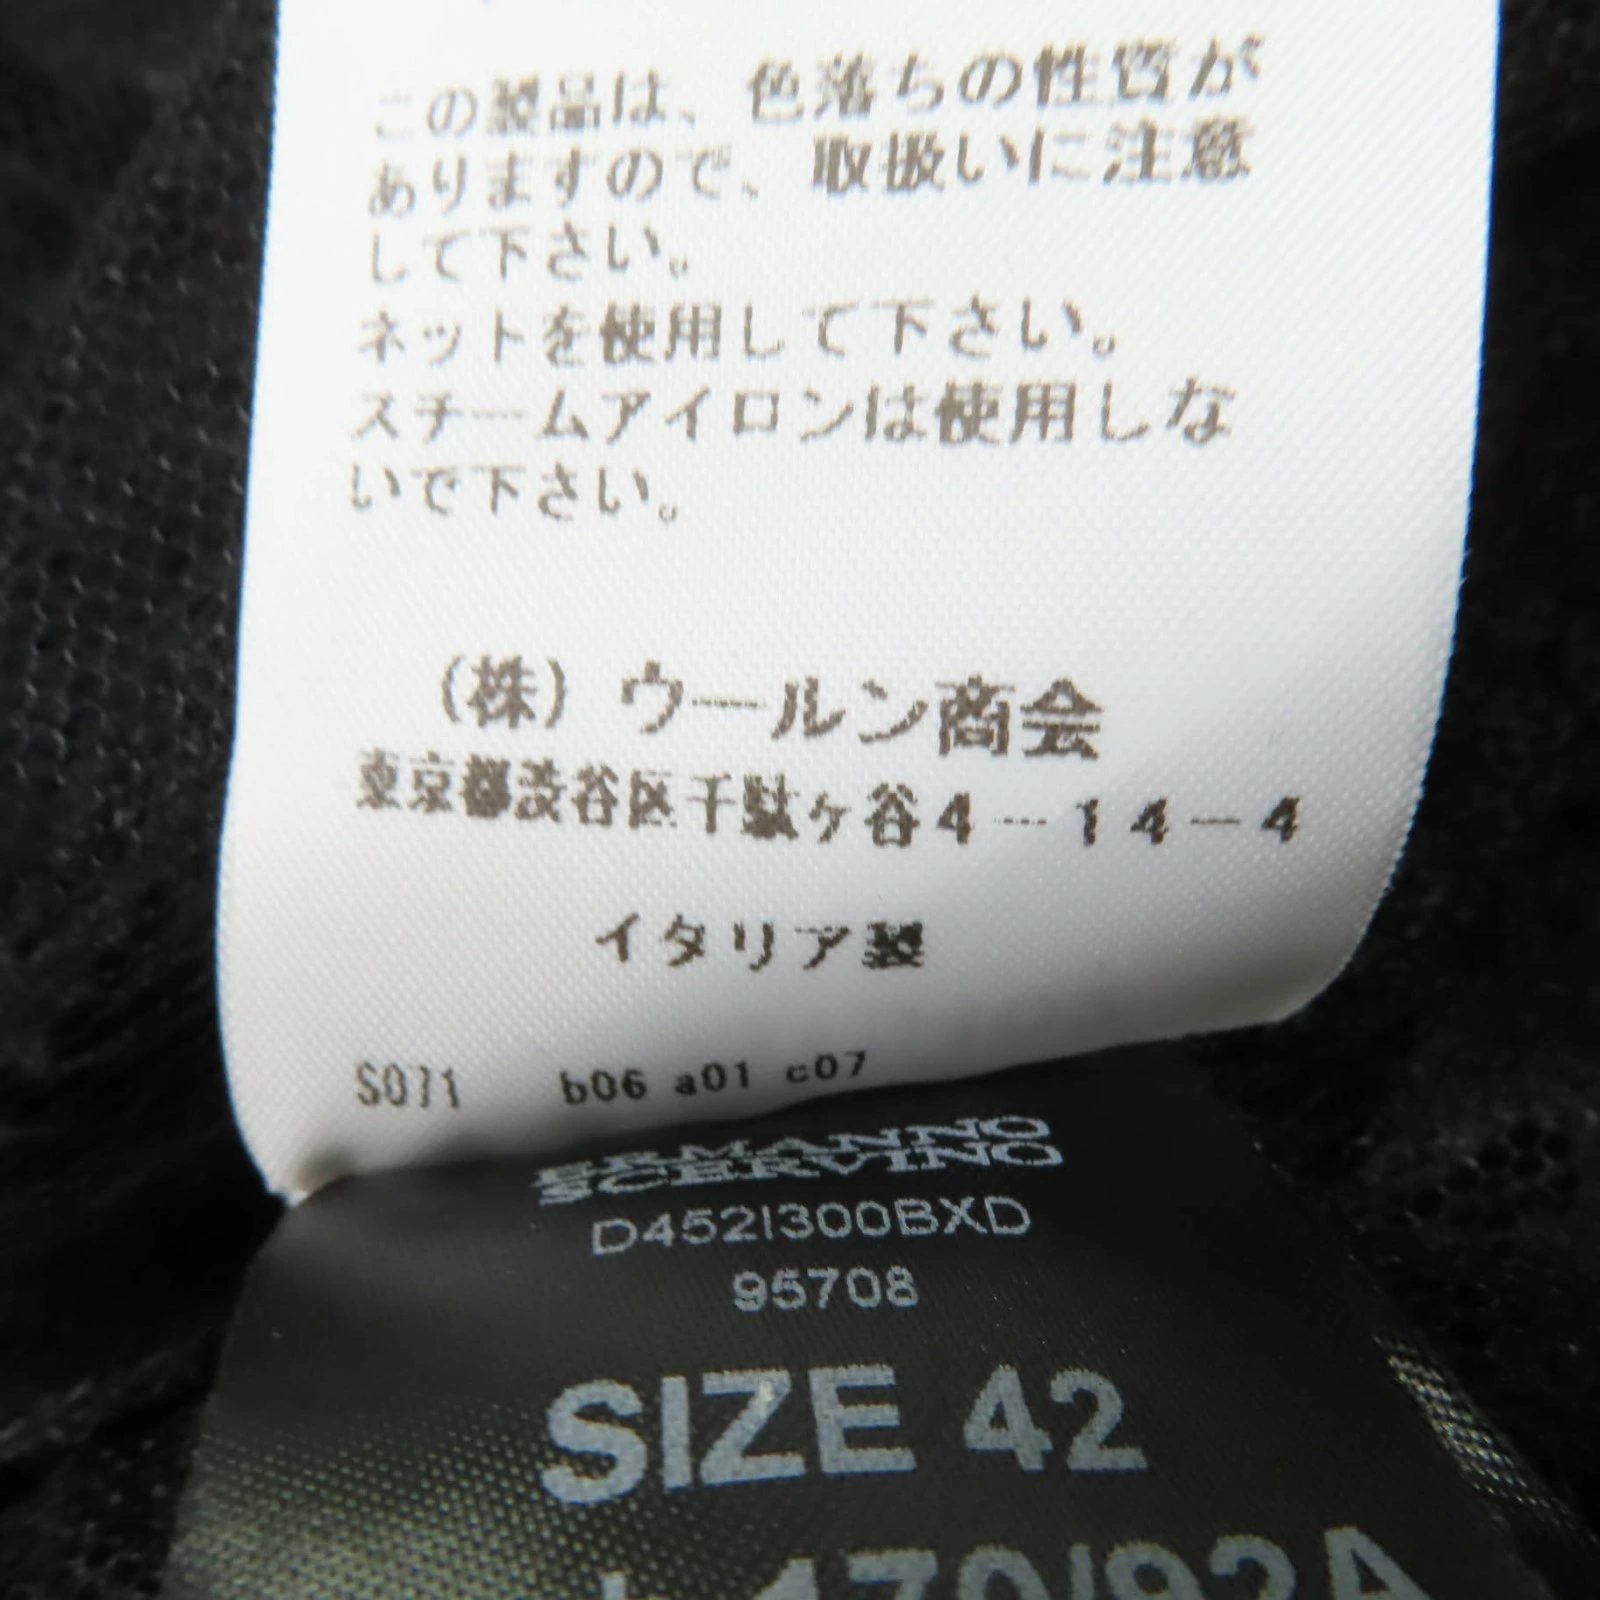 この製品は、色落ちの性質が
ありますので、取扱いに注意
して下さい。
ネットを使用して下さい。
スチームアイロンは使用しな
いで下さい。
(株) ウールン商会
東京都渋谷区千駄ヶ谷4-14-4
イタリア製
S071 b06 a01 c07
ERMANNO
SCERVINO
D452I300BXD
95708
SIZE 42
170/92A